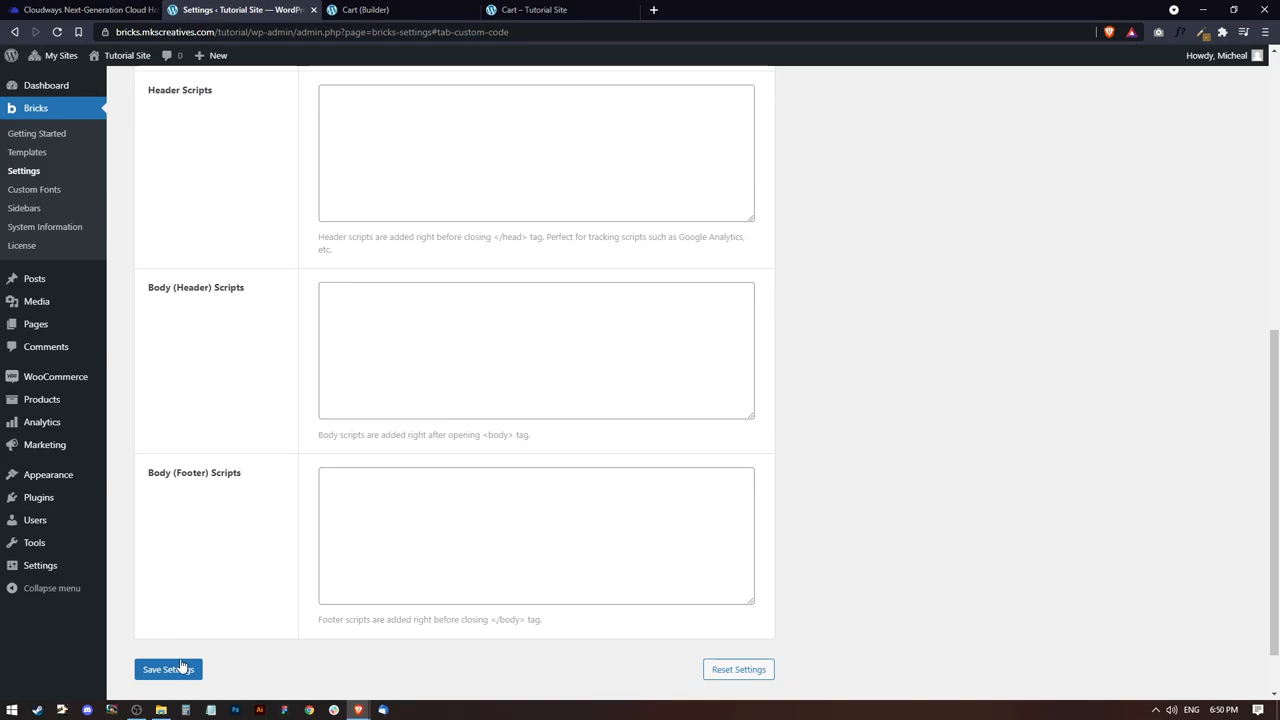 Cloudways Next-Generation Cloud Ho
Settings ‹ Tutorial Site — WordPr
Cart (Builder)
Cart – Tutorial Site
bricks.mkscreatives.com/tutorial/wp-admin/admin.php?page=bricks-settings#tab-custom-code
My Sites
Tutorial Site
0
New
Howdy, Micheal
Dashboard
Bricks
Getting Started
Templates
Settings
Custom Fonts
Sidebars
System Information
License
Posts
Media
Pages
Comments
WooCommerce
Products
Analytics
Marketing
Appearance
Plugins
Users
Tools
Settings
Collapse menu
Header Scripts
Header scripts are added right before closing </head> tag. Perfect for tracking scripts such as Google Analytics,
etc.
Body (Header) Scripts
Body scripts are added right after opening <body> tag.
Body (Footer) Scripts
Footer scripts are added right before closing </body> tag.
Save Settings
Reset Settings
6:50 PM